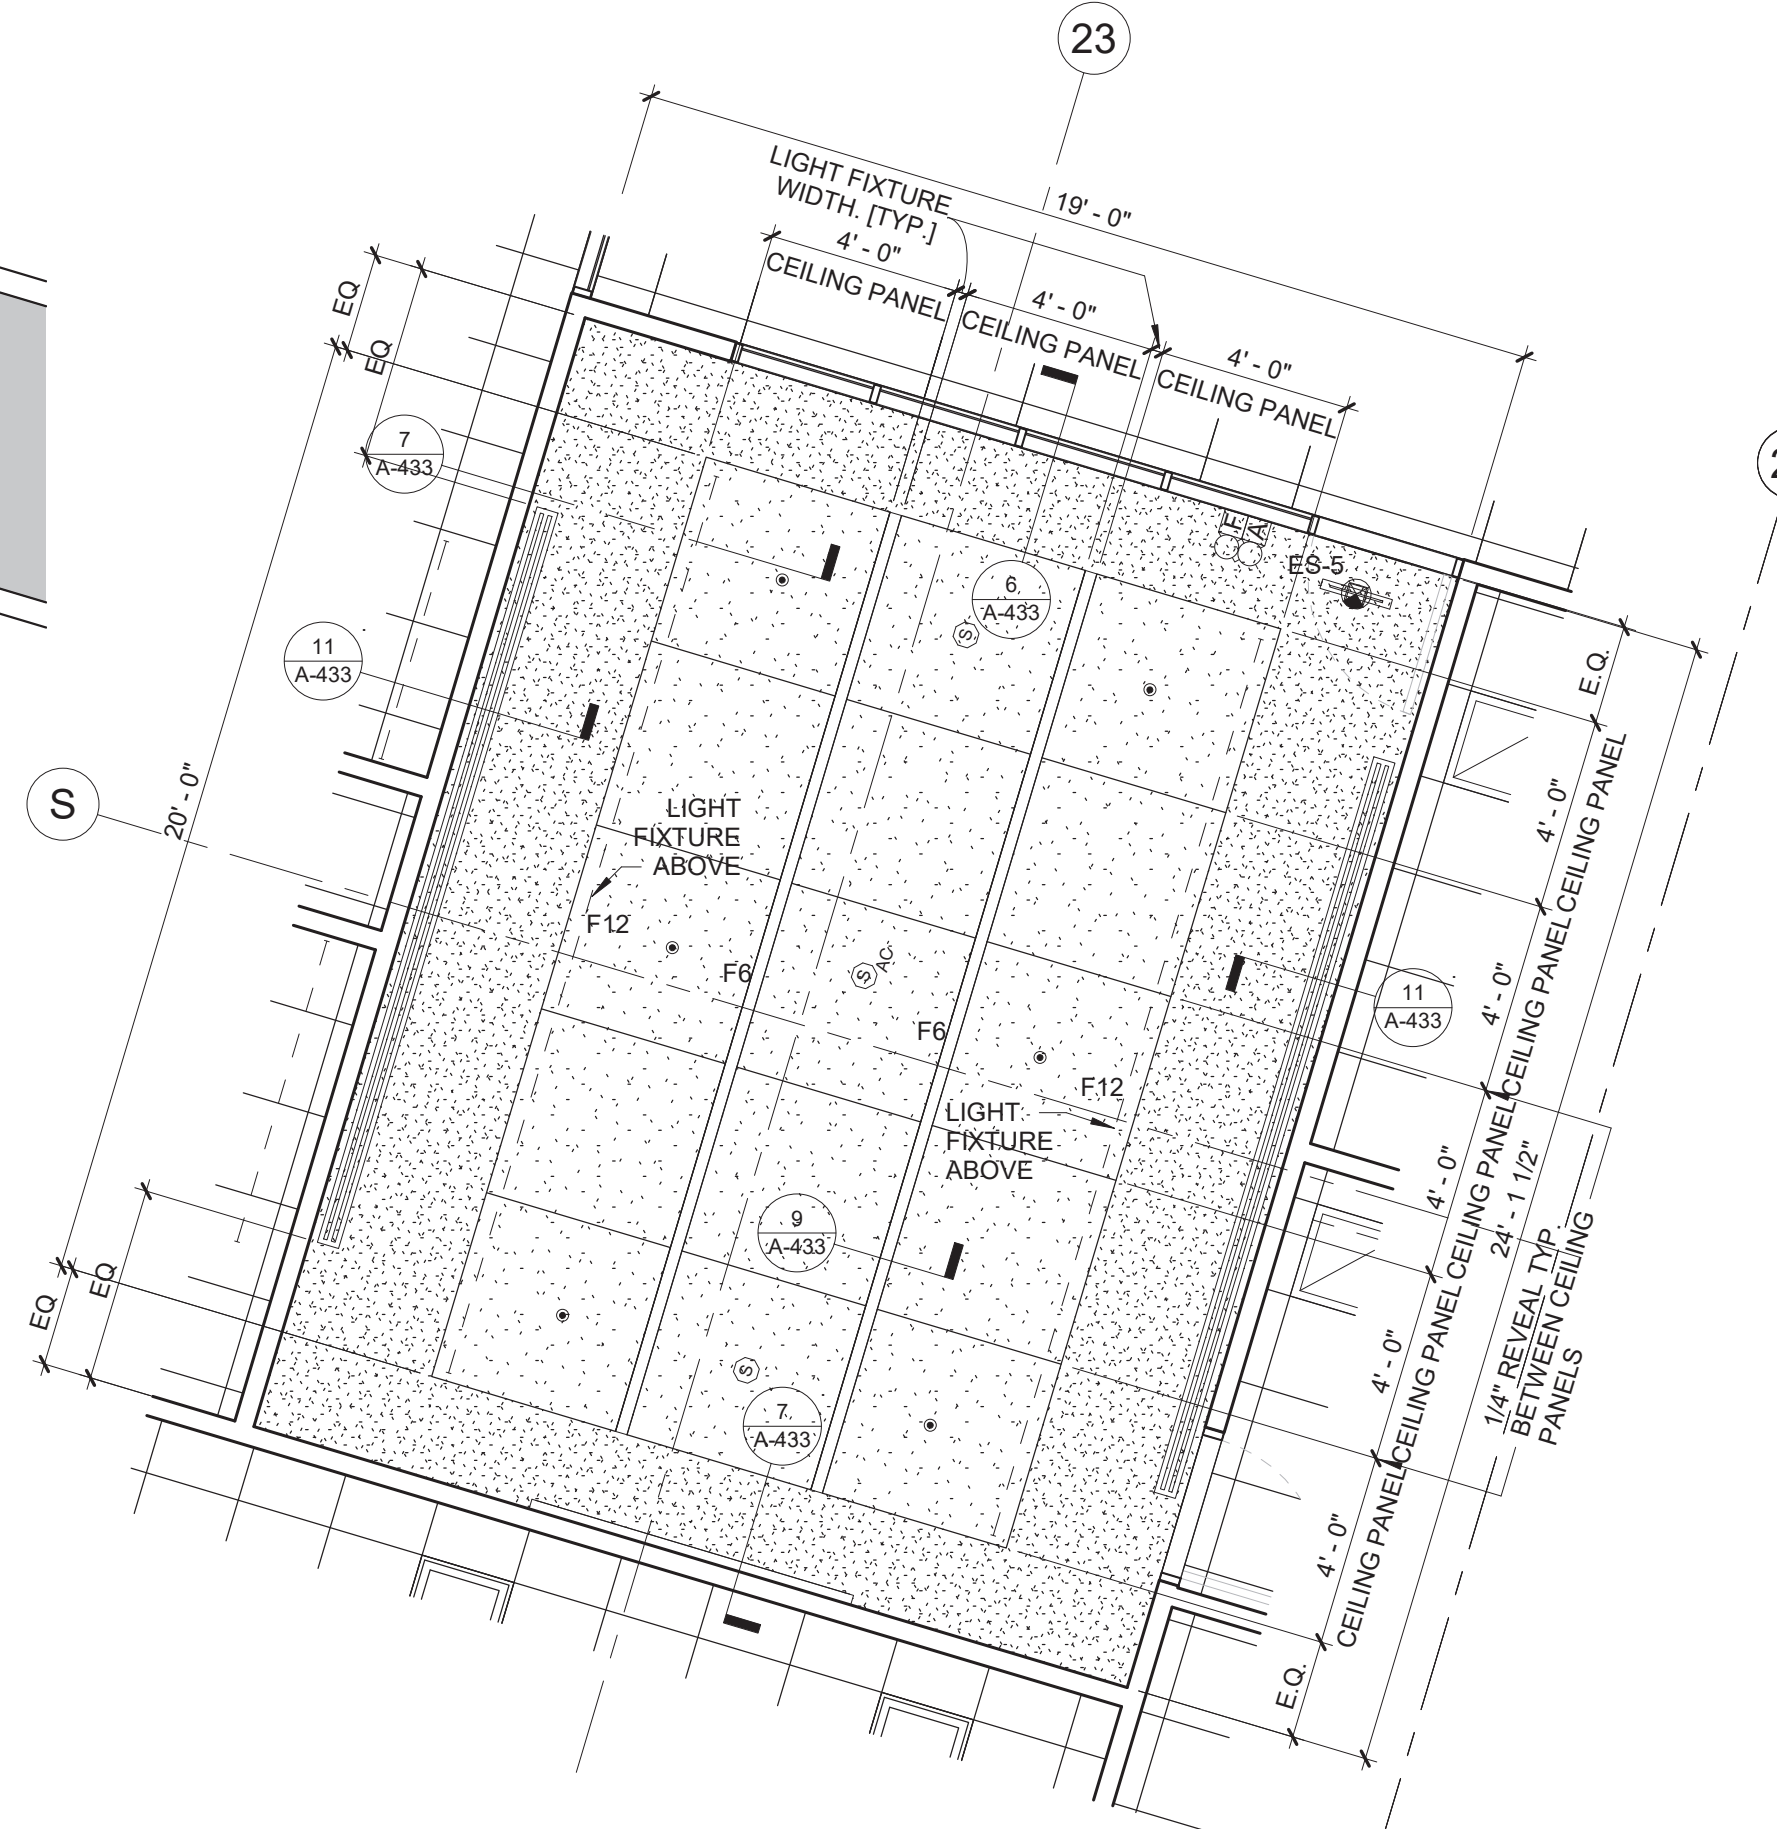 23
LIGHT FIXTURE
WIDTH. [TYP.]
19' - 0"
4' - 0"
CEILING PANEL
4' - 0"
CEILING PANEL
4' - 0"
CEILING PANEL
EQ
EQ
7
A-433
2
F
A
ES-5
6
A-433
S
11
A-433
E.Q.
S
20' - 0"
LIGHT
FIXTURE
ABOVE
F12
F6
S
AC
F6
11
A-433
4' - 0"
CEILING PANEL
4' - 0"
CEILING PANEL
F12
LIGHT
FIXTURE
ABOVE
4' - 0"
CEILING PANEL
24' - 1 1/2"
1/4" REVEAL TYP.
BETWEEN CEILING
PANELS
9
A-433
EQ
EQ
4' - 0"
CEILING PANEL
S
7
A-433
4' - 0"
CEILING PANEL
E.Q.